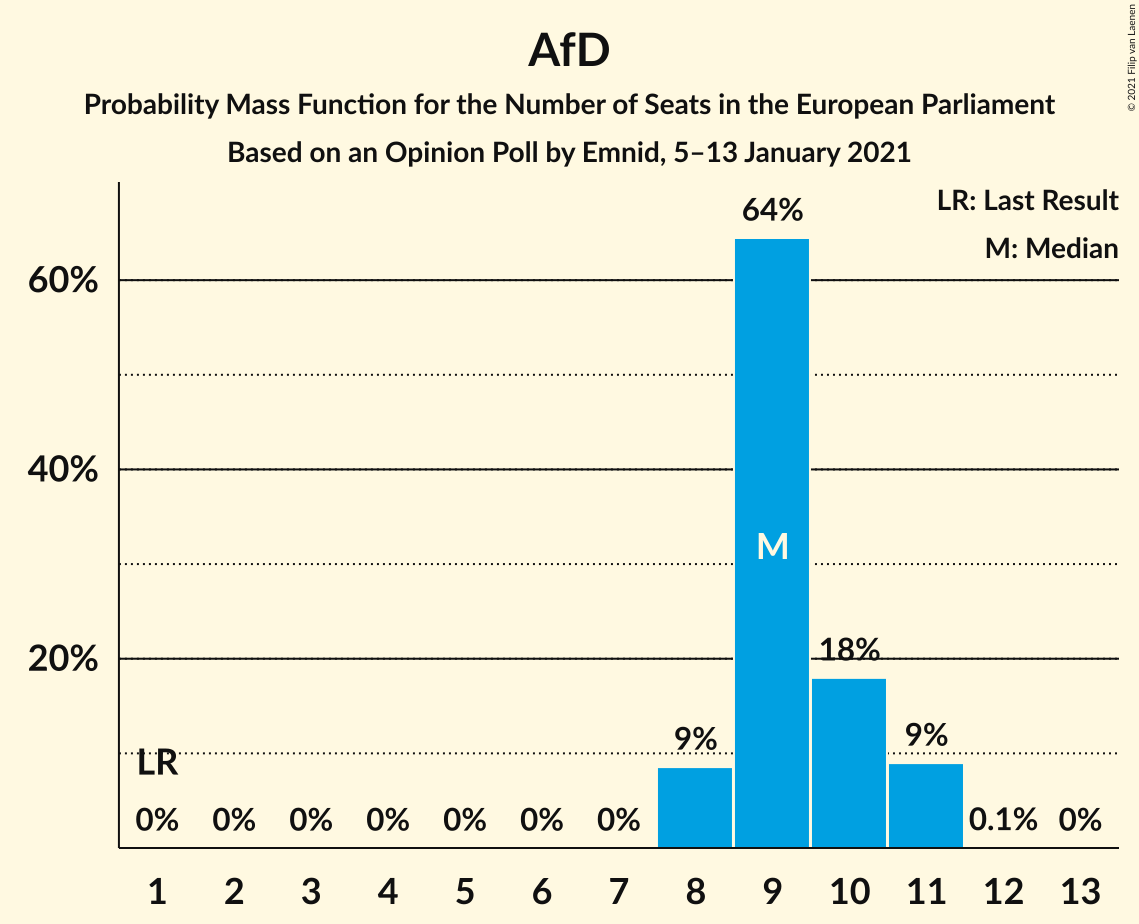 AfD
Probability Mass Function for the Number of Seats in the European Parliament
Based on an Opinion Poll by Emnid, 5–13 January 2021
© 2021 Filip van Laenen
LR: Last Result
M: Median
64%
60%
40%
M
18%
20%
9%
9%
LR
0% 0% 0% 0% 0% 0% 0% 0.1% 0%
1 2 3 4 5 6 7 8 9 10 11 12 13